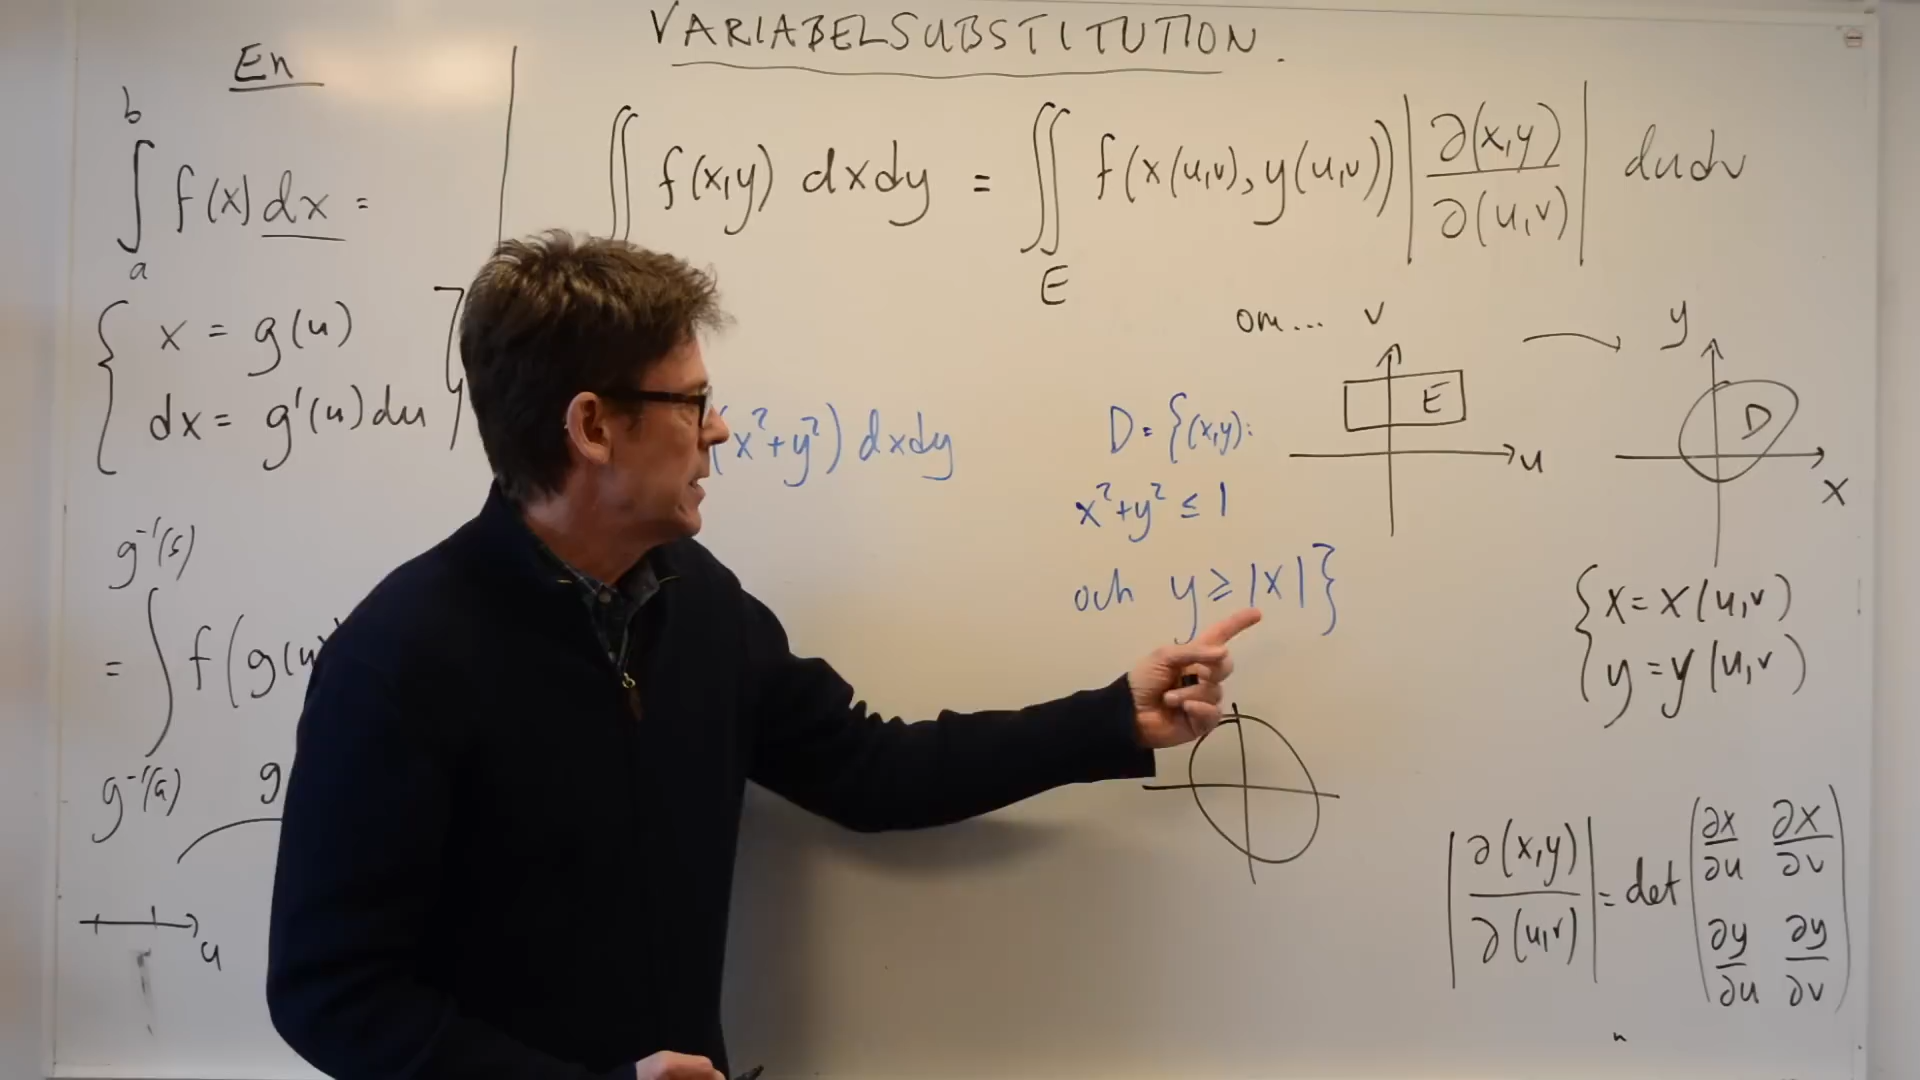 VARIABELSUBSTITUTION.
En
b
∫ f(x) dx =
a
{ x = g(u)
dx = g'(u)du
g⁻¹(
= ∫ f(g(u
g⁻¹(a)
g
u
∬ f(x,y) dxdy = ∬ f(x(u,v), y(u,v)) | ∂(x,y) / ∂(u,v) | dudv
E
(x²+y²) dxdy
D = {(x,y):
x²+y² ≤ 1
och y ≥ |x|}
om... v
E
u
y
D
x
{ x = x(u,v)
y = y(u,v)
| ∂(x,y) / ∂(u,v) | = det ( ∂x/∂u ∂x/∂v
∂y/∂u ∂y/∂v )